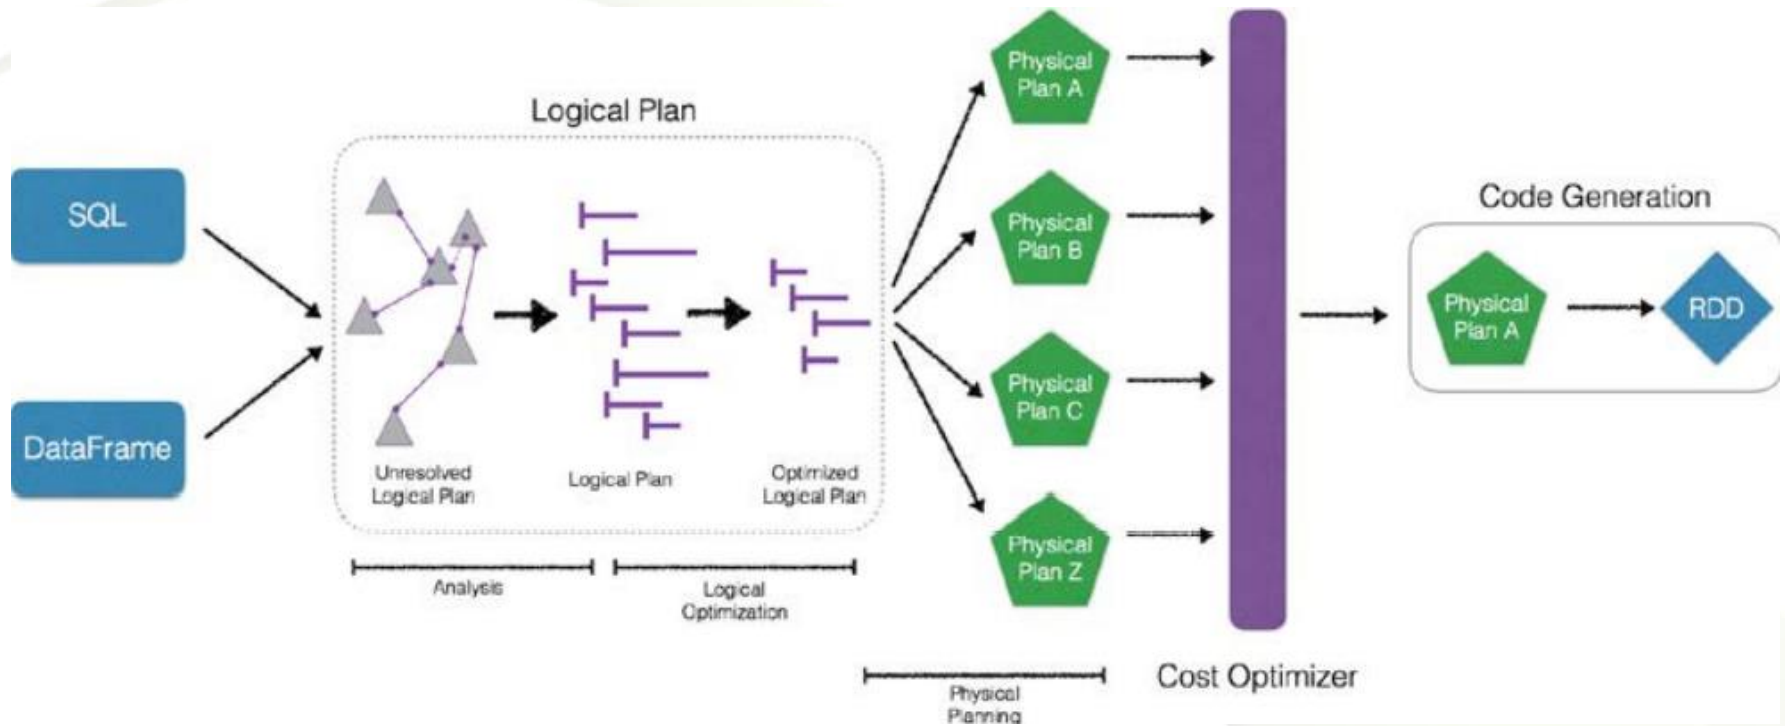 SQL
DataFrame
Logical Plan
Unresolved
Logical Plan
Logical Plan
Optimized
Logical Plan
Analysis
Logical
Optimization
Physical
Plan A
Physical
Plan B
Physical
Plan C
Physical
Plan Z
Physical
Planning
Cost Optimizer
Code Generation
Physical
Plan A
RDD